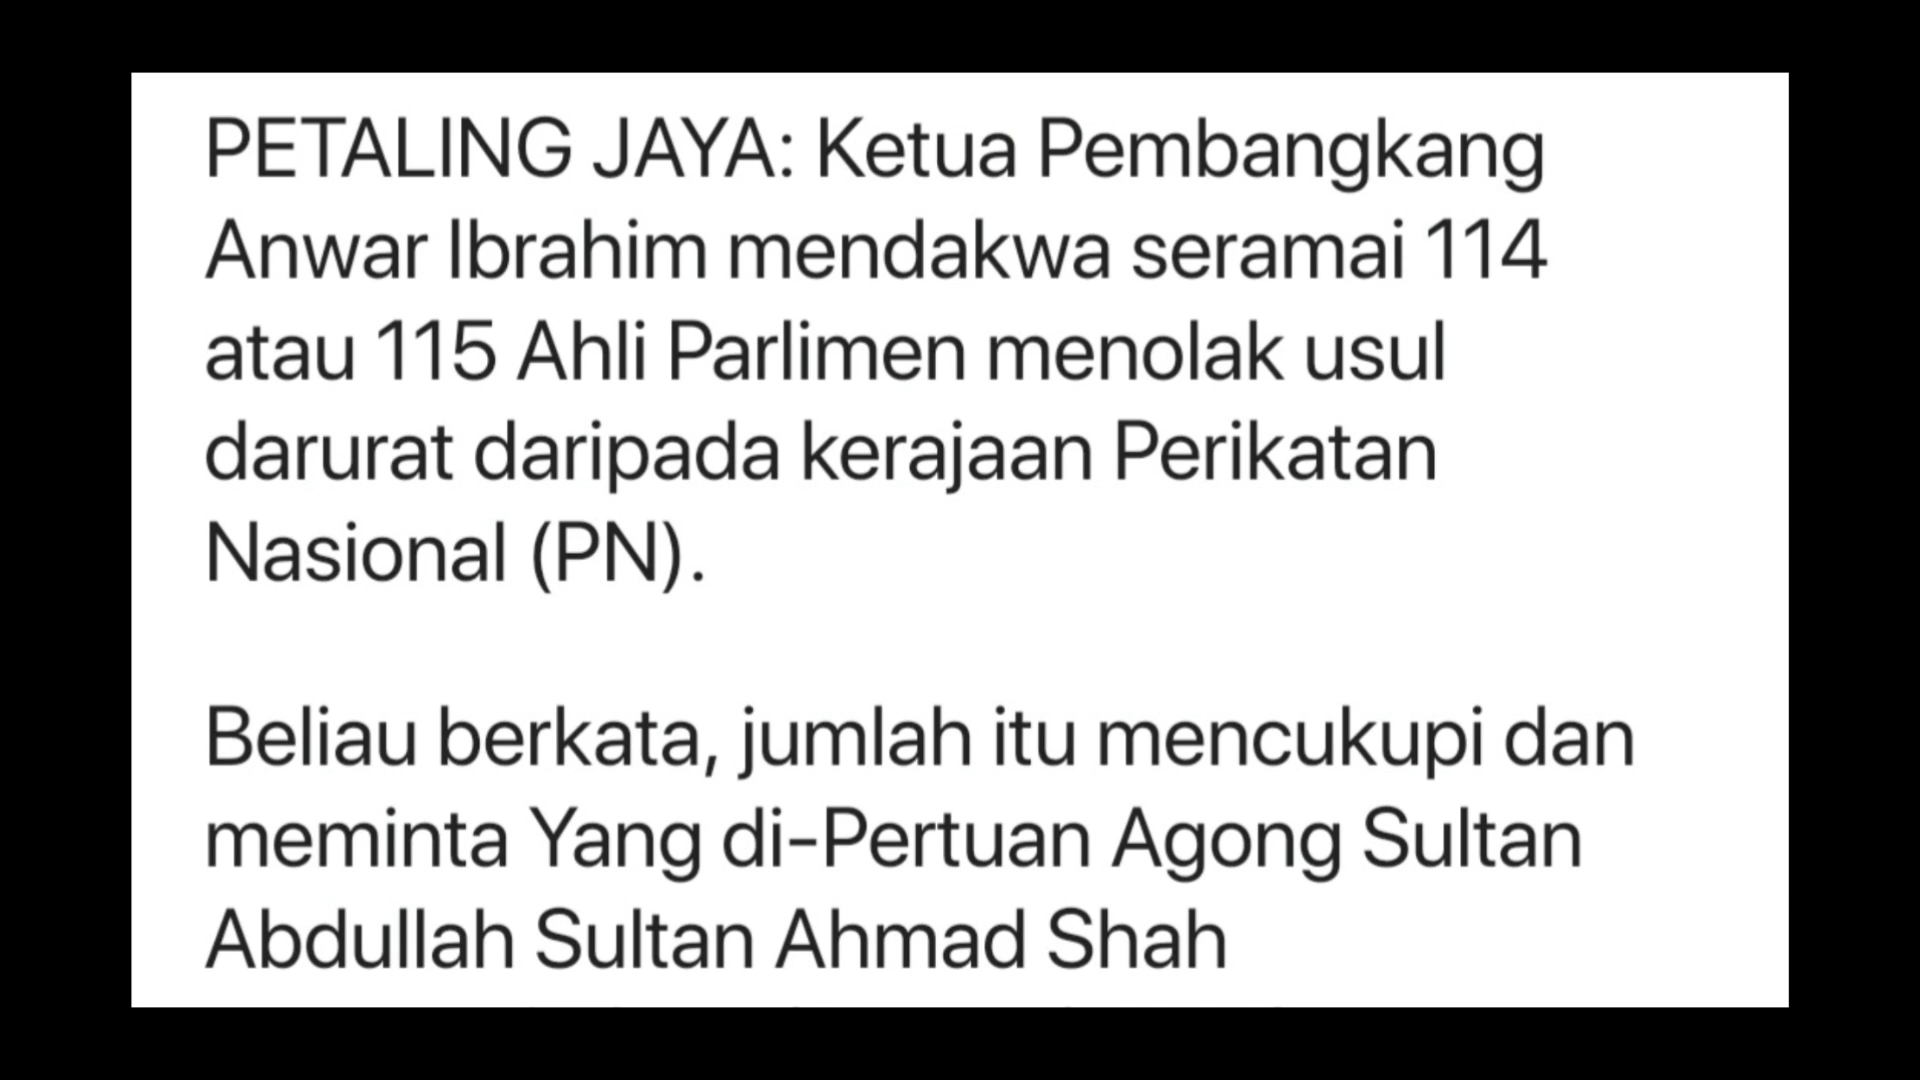 PETALING JAYA: Ketua Pembangkang
Anwar Ibrahim mendakwa seramai 114
atau 115 Ahli Parlimen menolak usul
darurat daripada kerajaan Perikatan
Nasional (PN).
Beliau berkata, jumlah itu mencukupi dan
meminta Yang di-Pertuan Agong Sultan
Abdullah Sultan Ahmad Shah